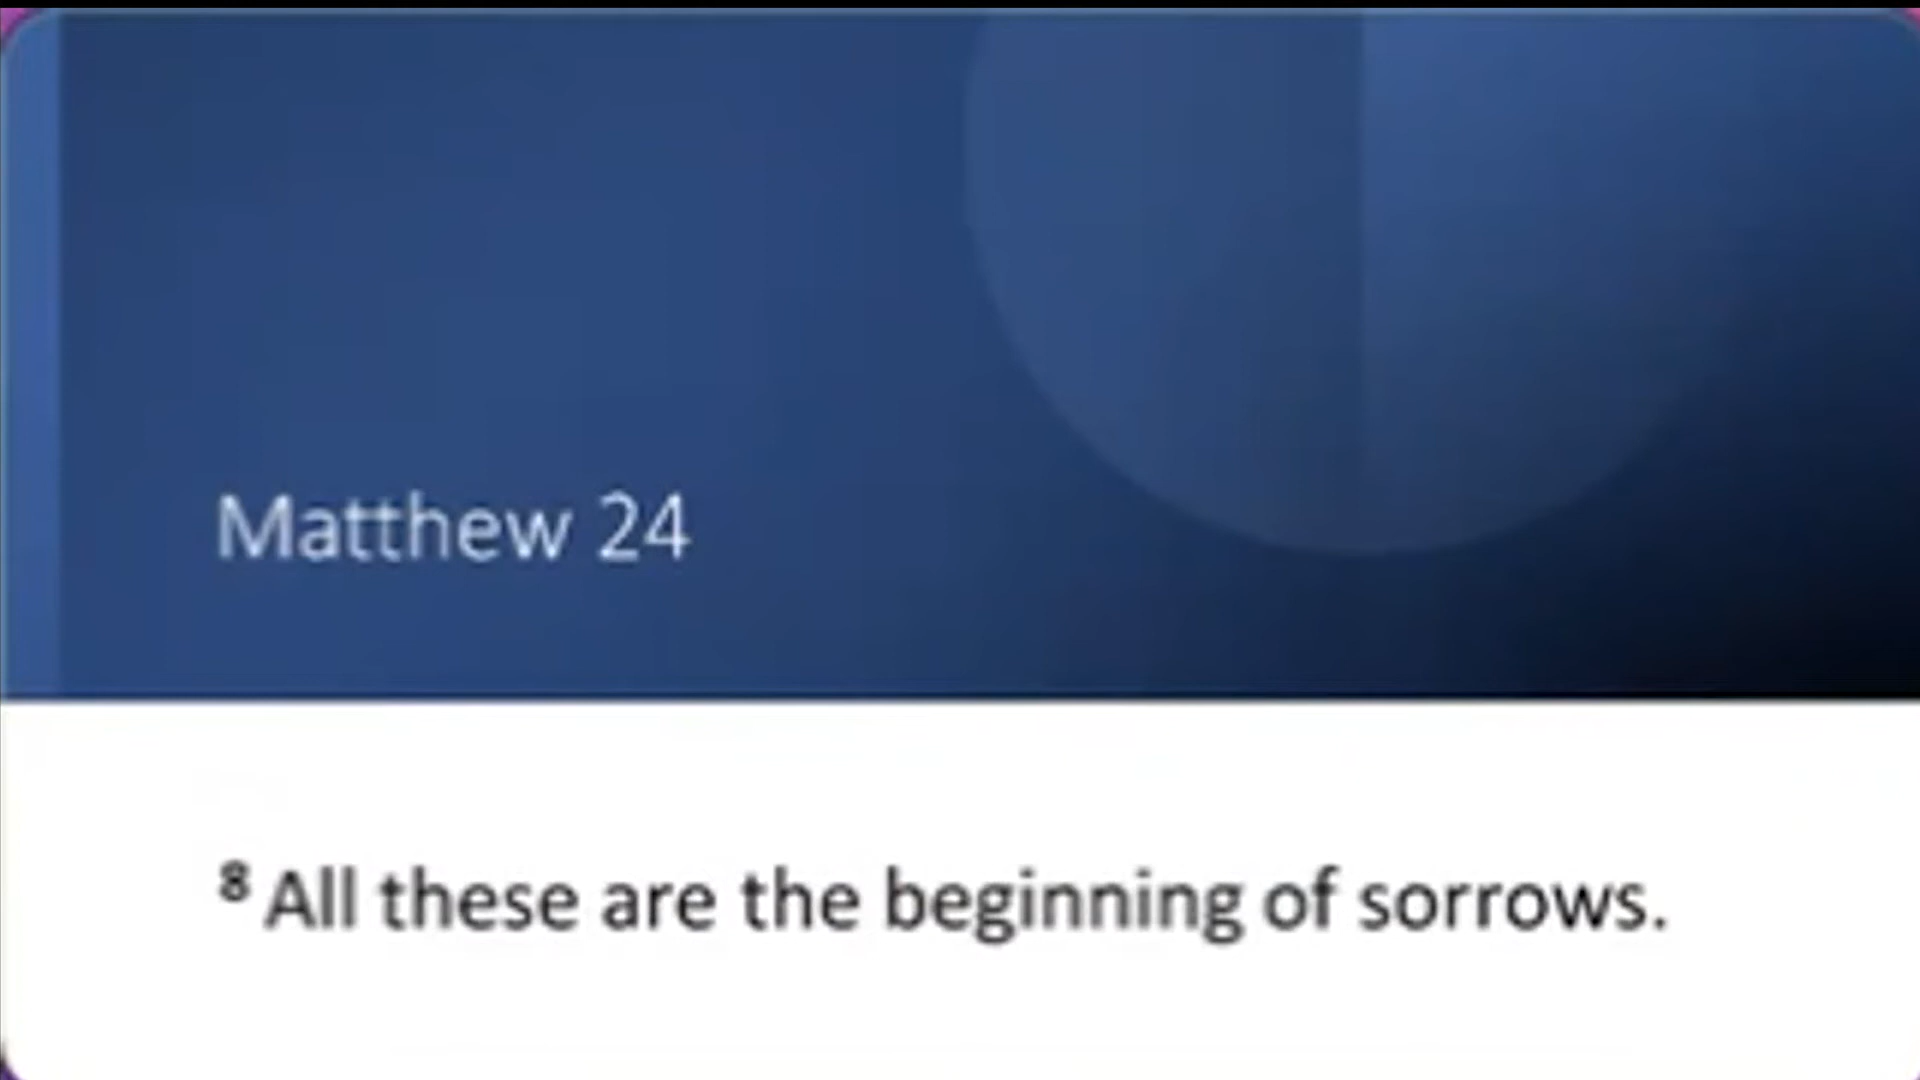 Matthew 24
⁸ All these are the beginning of sorrows.